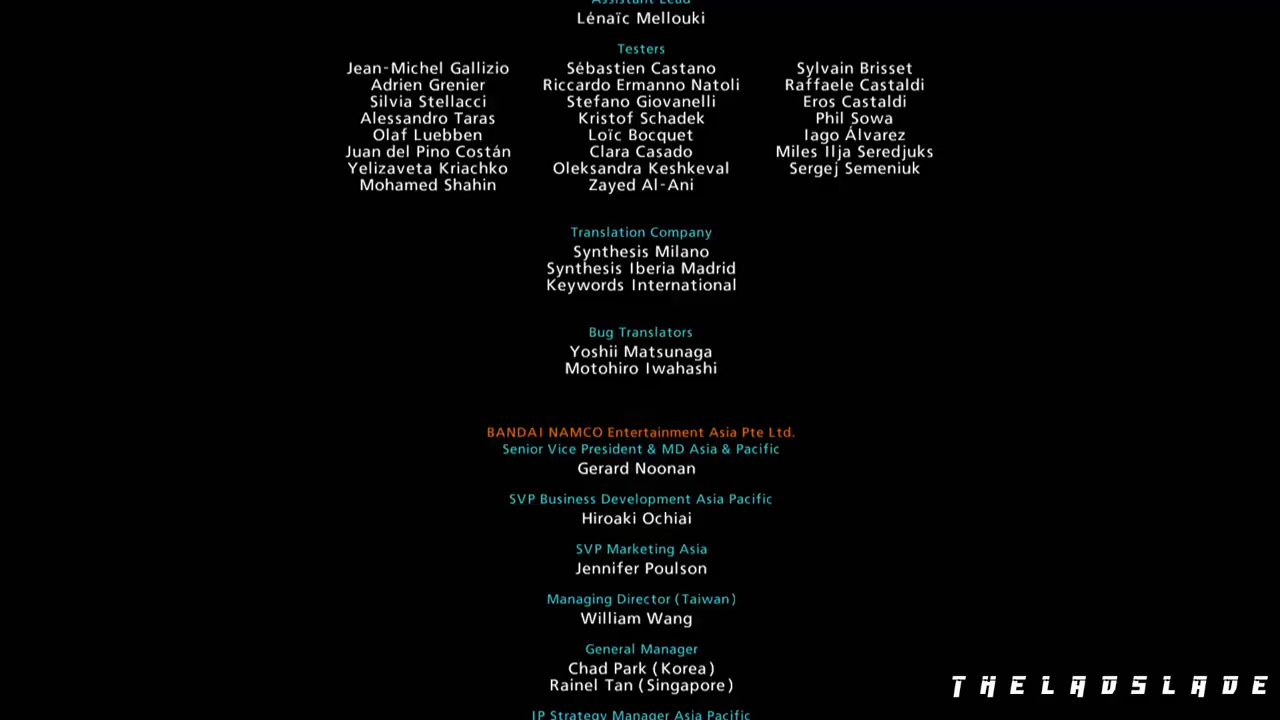 Assistant Lead
Lénaïc Mellouki
Testers
Jean-Michel Gallizio Sébastien Castano Sylvain Brisset
Adrien Grenier Riccardo Ermanno Natoli Raffaele Castaldi
Silvia Stellacci Stefano Giovanelli Eros Castaldi
Alessandro Taras Kristof Schadek Phil Sowa
Olaf Luebben Loïc Bocquet Iago Álvarez
Juan del Pino Costán Clara Casado Miles Ilja Seredjuks
Yelizaveta Kriachko Oleksandra Keshkeval Sergej Semeniuk
Mohamed Shahin Zayed Al-Ani
Translation Company
Synthesis Milano
Synthesis Iberia Madrid
Keywords International
Bug Translators
Yoshii Matsunaga
Motohiro Iwahashi
BANDAI NAMCO Entertainment Asia Pte Ltd.
Senior Vice President & MD Asia & Pacific
Gerard Noonan
SVP Business Development Asia Pacific
Hiroaki Ochiai
SVP Marketing Asia
Jennifer Poulson
Managing Director (Taiwan)
William Wang
General Manager
Chad Park (Korea)
Rainel Tan (Singapore)
IP Strategy Manager Asia Pacific
THELADSLADE